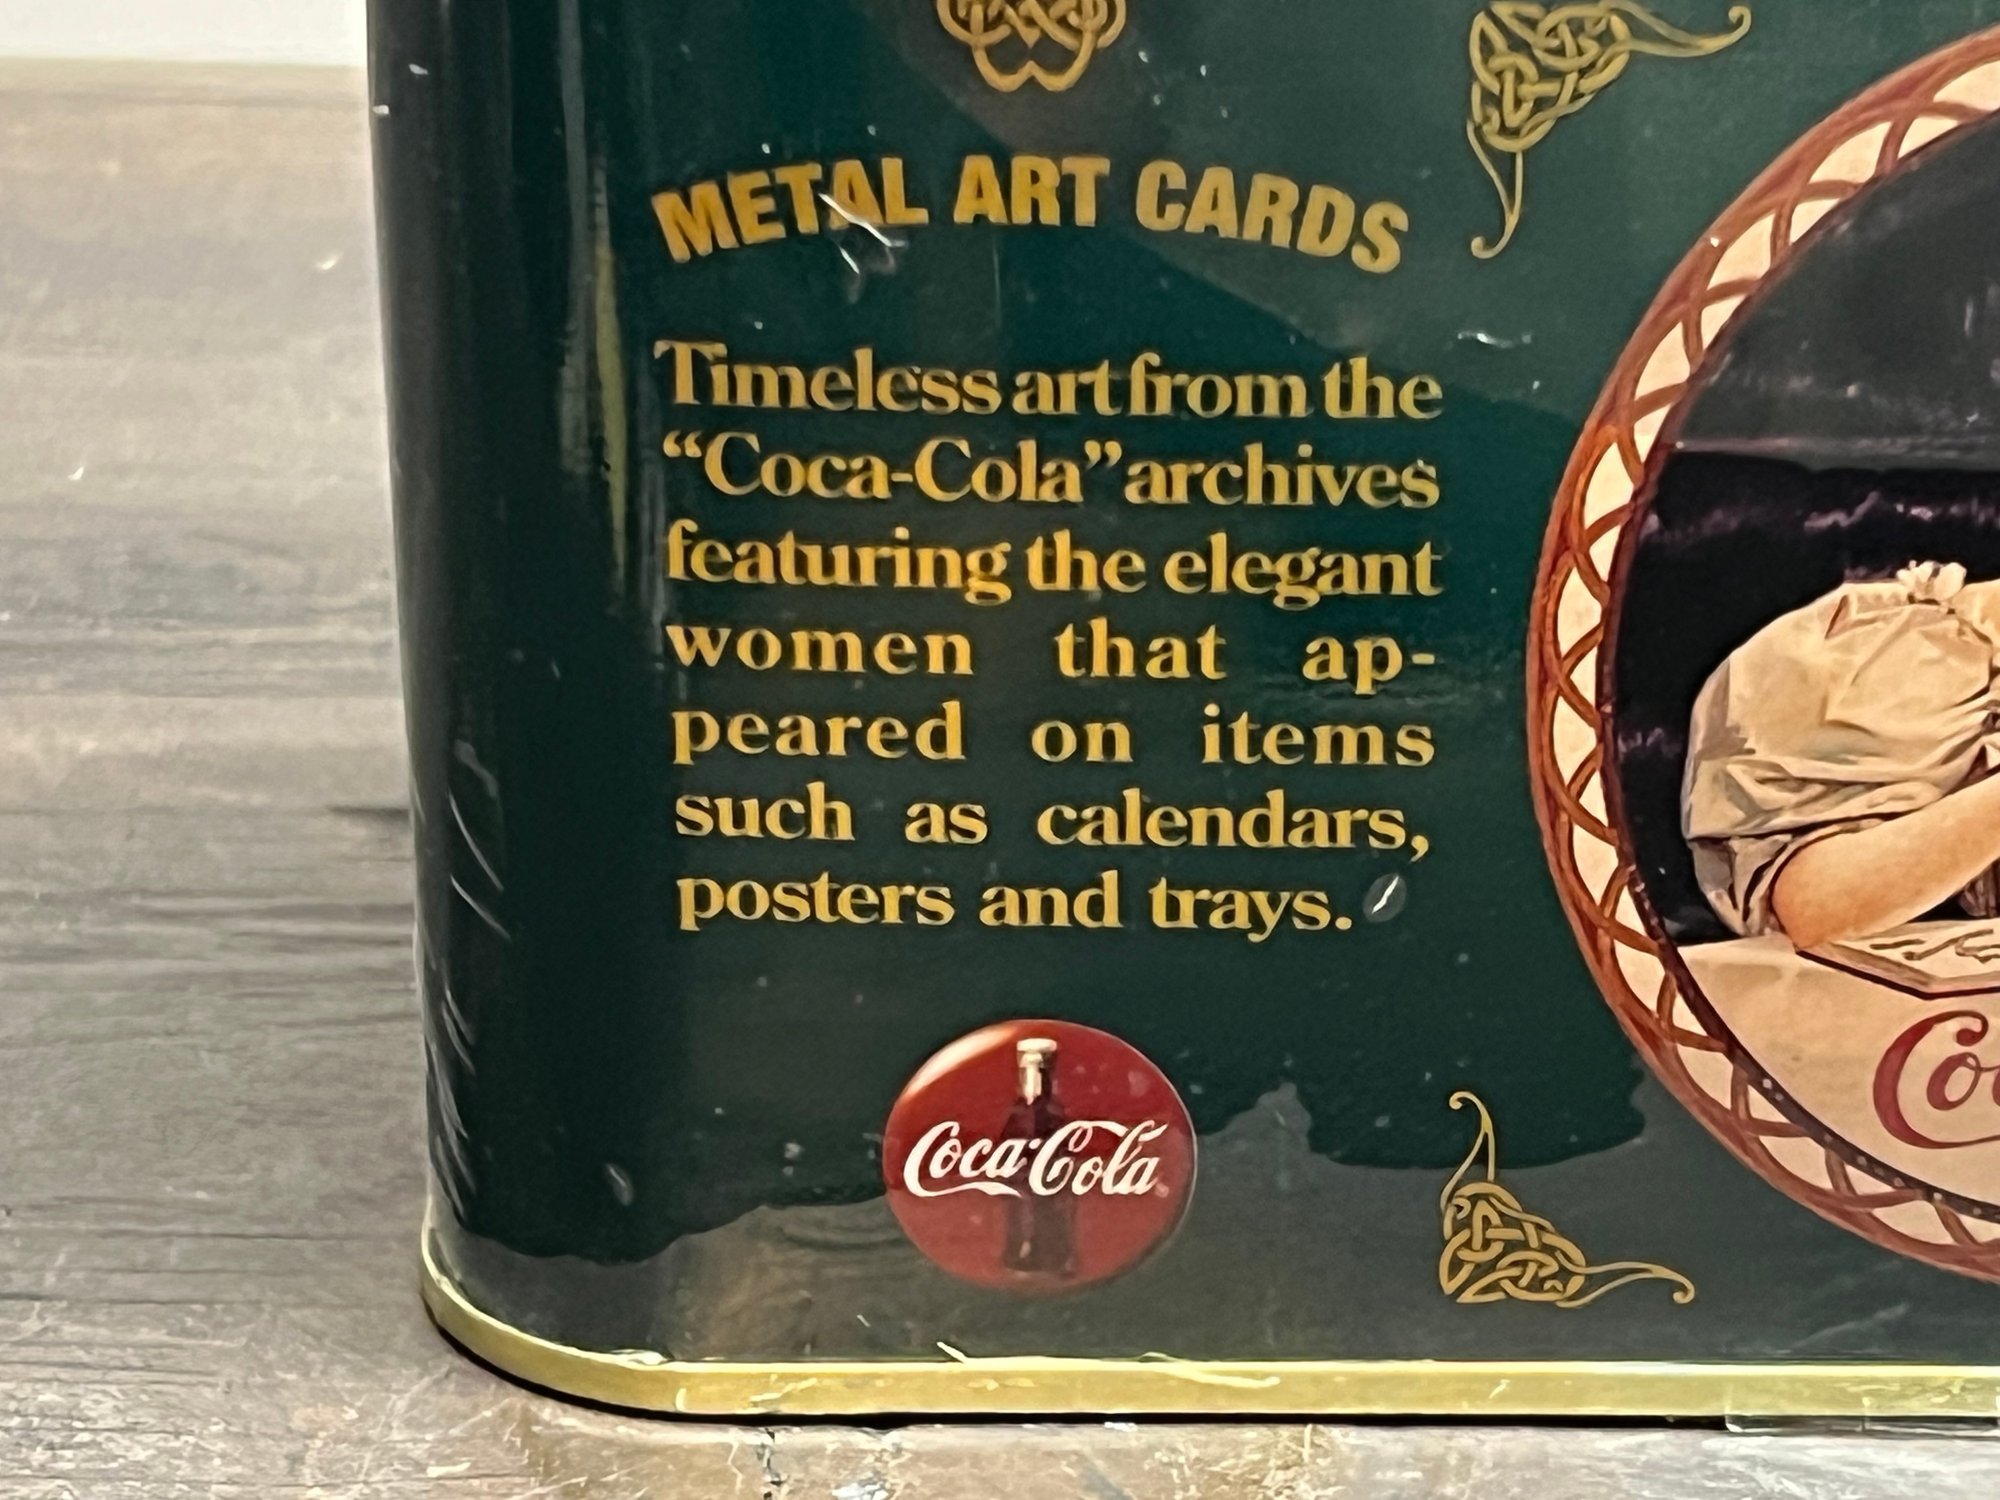 METAL ART CARDS
Timeless art from the
“Coca-Cola” archives
featuring the elegant
women that ap-
peared on items
such as calendars,
posters and trays.
Coca-Cola